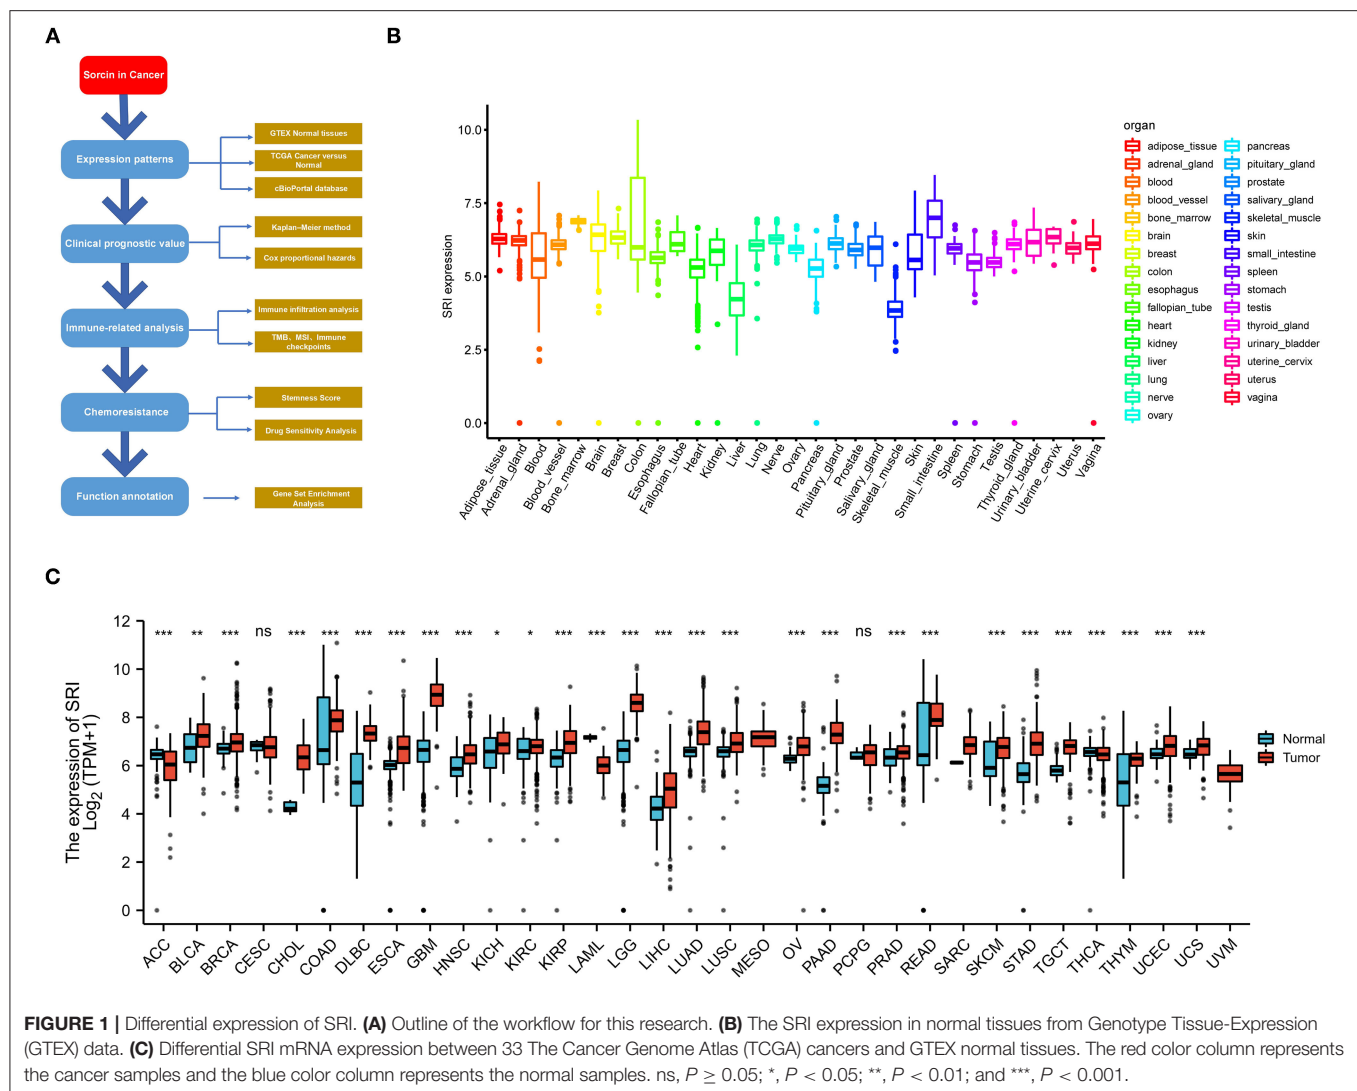 A
Sorcin in Cancer
Expression patterns
GTEX Normal tissues
TCGA Cancer versus
Normal
cBioPortal database
Clinical prognostic value
Kaplan–Meier method
Cox proportional hazards
Immune-related analysis
Immune infiltration analysis
TMB、MSI、Immune
checkpoints
Chemoresistance
Stemness Score
Drug Sensitivity Analysis
Function annotation
Gene Set Enrichment
Analysis
B
SRI expression
10.0
7.5
5.0
2.5
0.0
Adipose_tissue
Adrenal_gland
Blood
Blood_vessel
Bone_marrow
Brain
Breast
Colon
Esophagus
Fallopian_tube
Heart
Kidney
Liver
Lung
Nerve
Ovary
Pancreas
Pituitary_gland
Prostate
Salivary_gland
Skeletal_muscle
Skin
Small_intestine
Spleen
Stomach
Testis
Thyroid_gland
Urinary_bladder
Uterine_cervix
Uterus
Vagina
organ
adipose_tissue
adrenal_gland
blood
blood_vessel
bone_marrow
brain
breast
colon
esophagus
fallopian_tube
heart
kidney
liver
lung
nerve
ovary
pancreas
pituitary_gland
prostate
salivary_gland
skeletal_muscle
skin
small_intestine
spleen
stomach
testis
thyroid_gland
urinary_bladder
uterine_cervix
uterus
vagina
C
The expression of SRI
Log2 (TPM+1)
12
10
8
6
4
2
0
*** ** *** ns *** *** *** *** *** *** * * *** *** *** *** *** *** *** *** ns *** *** *** *** *** *** *** *** ***
ACC
BLCA
BRCA
CESC
CHOL
COAD
DLBC
ESCA
GBM
HNSC
KICH
KIRC
KIRP
LAML
LGG
LIHC
LUAD
LUSC
MESO
OV
PAAD
PCPG
PRAD
READ
SARC
SKCM
STAD
TGCT
THCA
THYM
UCEC
UCS
UVM
Normal
Tumor
FIGURE 1 | Differential expression of SRI. (A) Outline of the workflow for this research. (B) The SRI expression in normal tissues from Genotype Tissue-Expression
(GTEX) data. (C) Differential SRI mRNA expression between 33 The Cancer Genome Atlas (TCGA) cancers and GTEX normal tissues. The red color column represents
the cancer samples and the blue color column represents the normal samples. ns, P ≥ 0.05; *, P < 0.05; **, P < 0.01; and ***, P < 0.001.